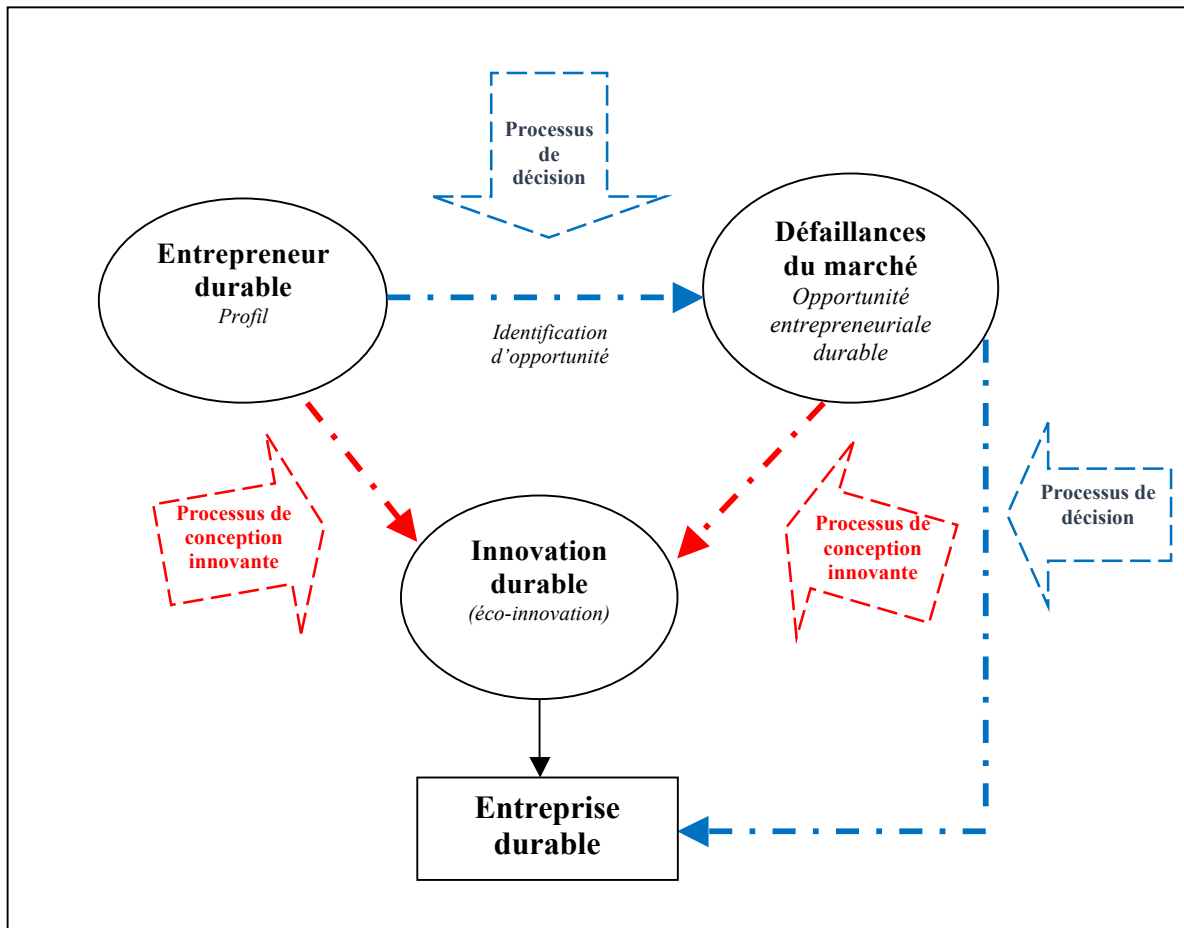 Processus
de
décision
Entrepreneur
durable
Profil
Défaillances
du marché
Opportunité
entrepreneuriale
durable
Identification
d’opportunité
Processus de
conception
innovante
Innovation
durable
(éco-innovation)
Processus de
conception
innovante
Processus de
décision
Entreprise
durable